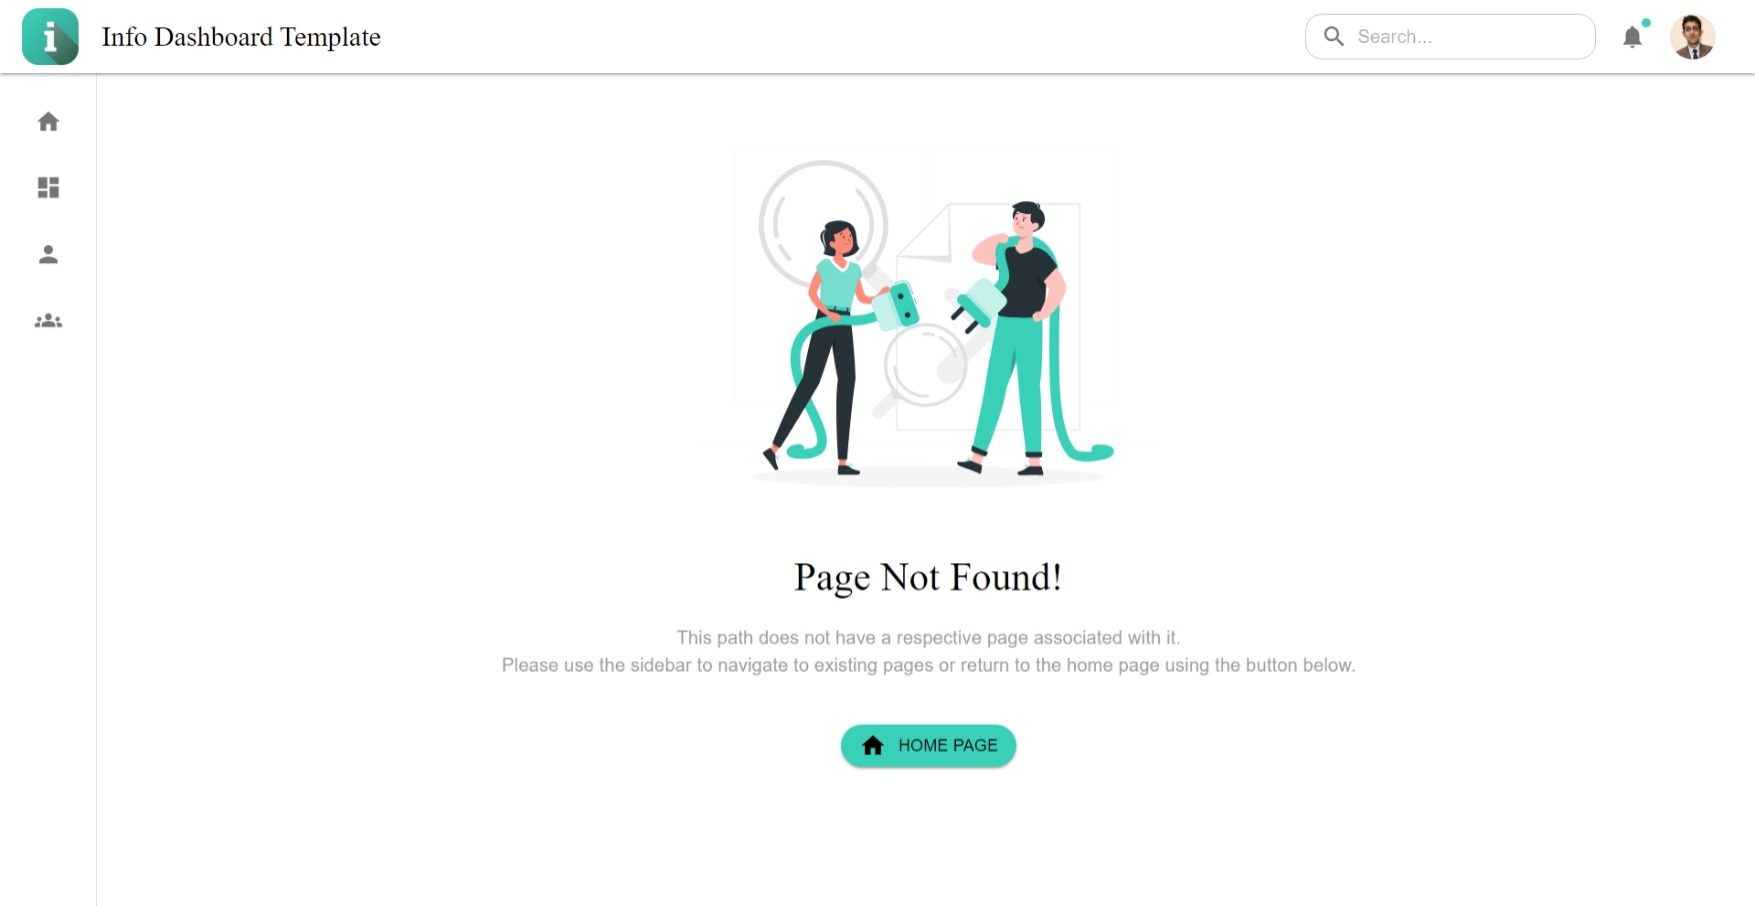 i
Info Dashboard Template
Search...
Page Not Found!
This path does not have a respective page associated with it.
Please use the sidebar to navigate to existing pages or return to the home page using the button below.
HOME PAGE